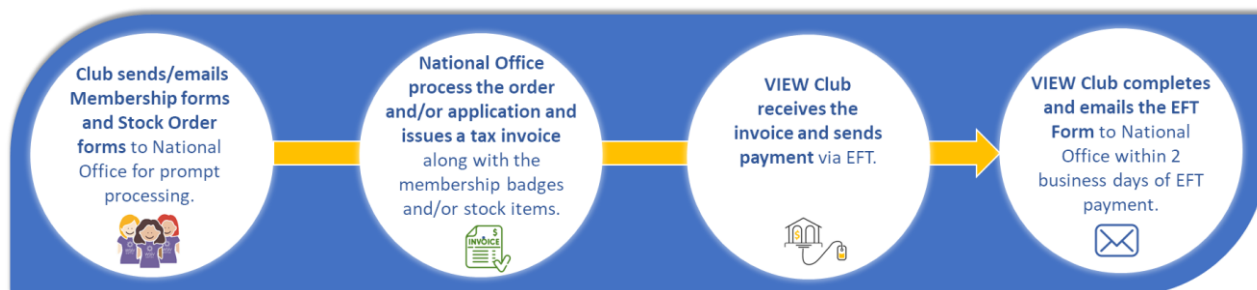 Club sends/emails
Membership forms
and Stock Order
forms to National
Office for prompt
processing.
National Office
process the order
and/or application and
issues a tax invoice
along with the
membership badges
and/or stock items.
$
INVOICE
VIEW Club
receives the
invoice and sends
payment via EFT.
$
VIEW Club completes
and emails the EFT
Form to National
Office within 2
business days of EFT
payment.